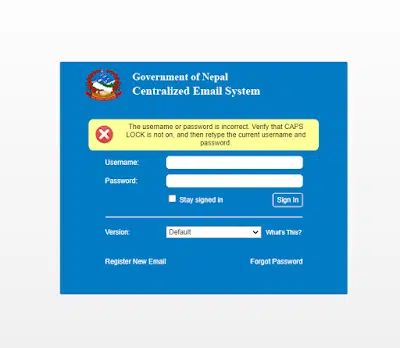 Government of Nepal
Centralized Email System
The username or password is incorrect. Verify that CAPS
LOCK is not on, and then retype the current username and
password
Username:
Password:
Stay signed in
Sign In
Version:
Default
What's This?
Register New Email
Forgot Password